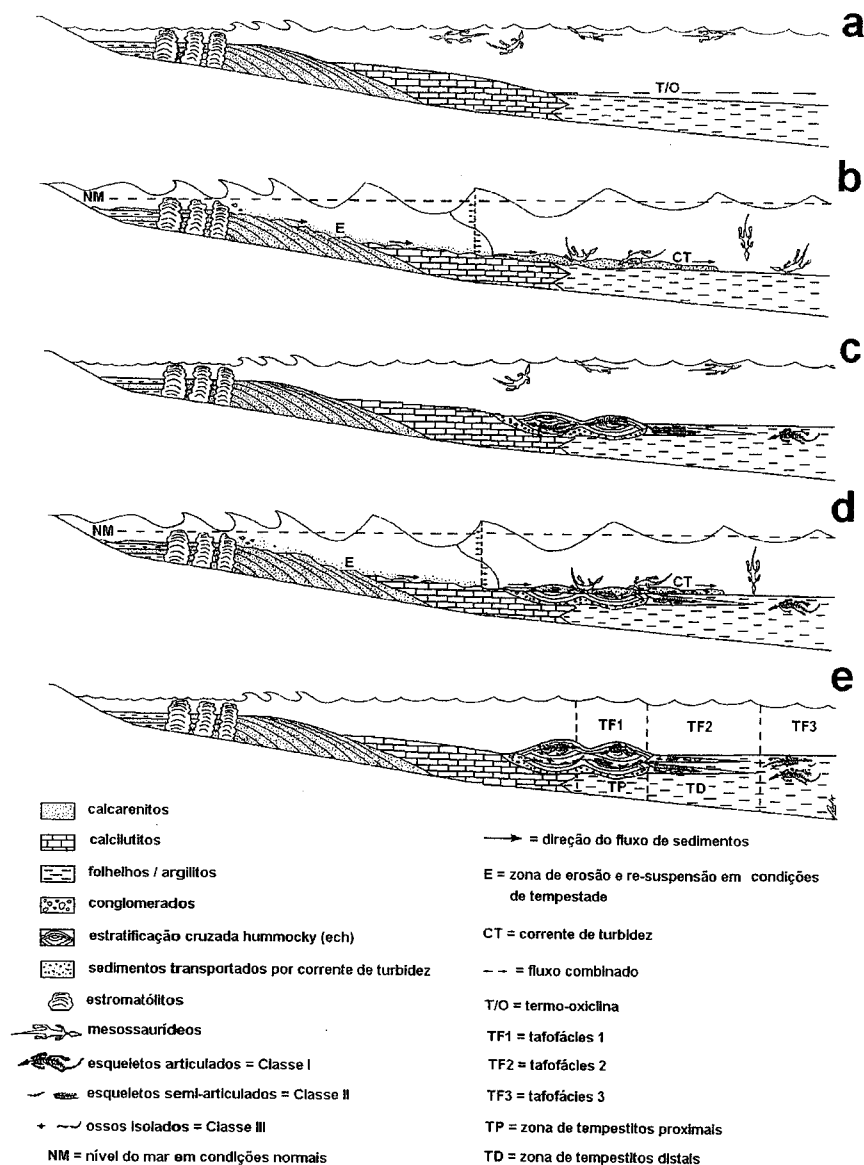 a
T/O
b
NM
E
CT
c
d
NM
E
CT
e
TF1 TF2 TF3
TP TD
calcarenitos
calcilutitos
folhelhos / argilitos
conglomerados
estratificação cruzada hummocky (ech)
sedimentos transportados por corrente de turbidez
estromatólitos
mesossaurídeos
esqueletos articulados = Classe I
esqueletos semi-articulados = Classe II
ossos isolados = Classe III
NM = nível do mar em condições normais
= direção do fluxo de sedimentos
E = zona de erosão e re-suspensão em condições
de tempestade
CT = corrente de turbidez
= fluxo combinado
T/O = termo-oxiclina
TF1 = tafofácies 1
TF2 = tafofácies 2
TF3 = tafofácies 3
TP = zona de tempestitos proximais
TD = zona de tempestitos distais